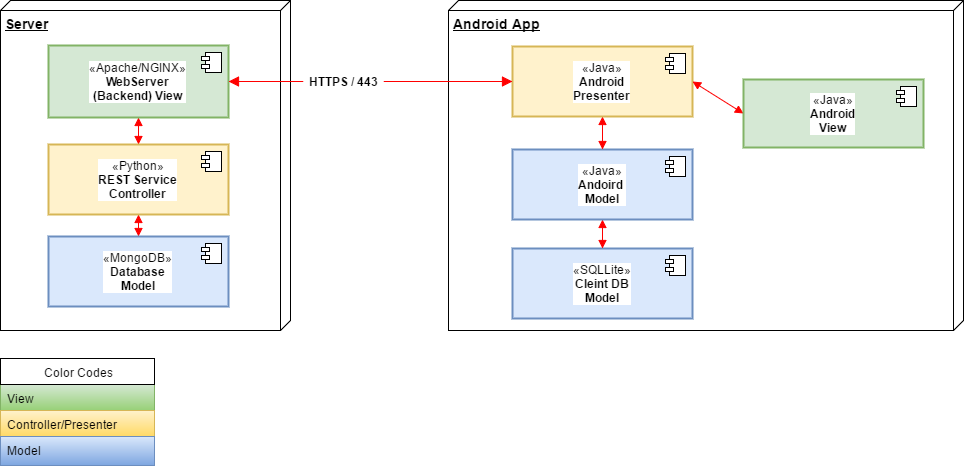 Server
«Apache/NGINX»
WebServer
(Backend) View
«Python»
REST Service
Controller
«MongoDB»
Database
Model
HTTPS / 443
Android App
«Java»
Android
Presenter
«Java»
Android
View
«Java»
Andoird
Model
«SQLLite»
Cleint DB
Model
Color Codes
View
Controller/Presenter
Model